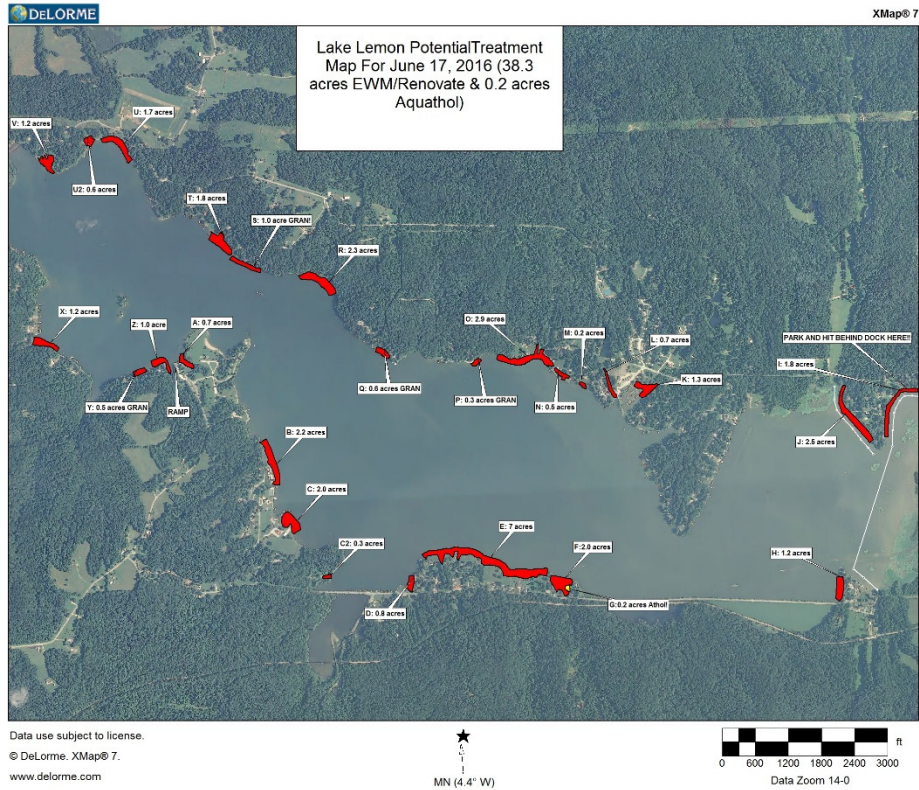 DELORME
XMap® 7
Lake Lemon PotentialTreatment
Map For June 17, 2016 (38.3
acres EWM/Renovate & 0.2 acres
Aquathol)
V: 1.2 acres
U: 1.7 acres
U2: 0.6 acres
T: 1.8 acres
S: 1.0 acre GRAN!
R: 2.3 acres
X: 1.2 acres
Z: 1.0 acre
A: 0.7 acres
Y: 0.5 acres GRAN
RAMP
O: 2.9 acres
M: 0.2 acres
L: 0.7 acres
PARK AND HIT BEHIND DOCK HERE!!
I: 1.8 acres
Q: 0.6 acres GRAN
P: 0.3 acres GRAN
N: 0.5 acres
K: 1.3 acres
J: 2.5 acres
B: 2.2 acres
C: 2.0 acres
C2: 0.3 acres
E: 7 acres
F:2.0 acres
H: 1.2 acres
D: 0.8 acres
G:0.2 acres Athol!
Data use subject to license.
© DeLorme. XMap® 7.
www.delorme.com
MN (4.4° W)
ft
0 600 1200 1800 2400 3000
Data Zoom 14-0